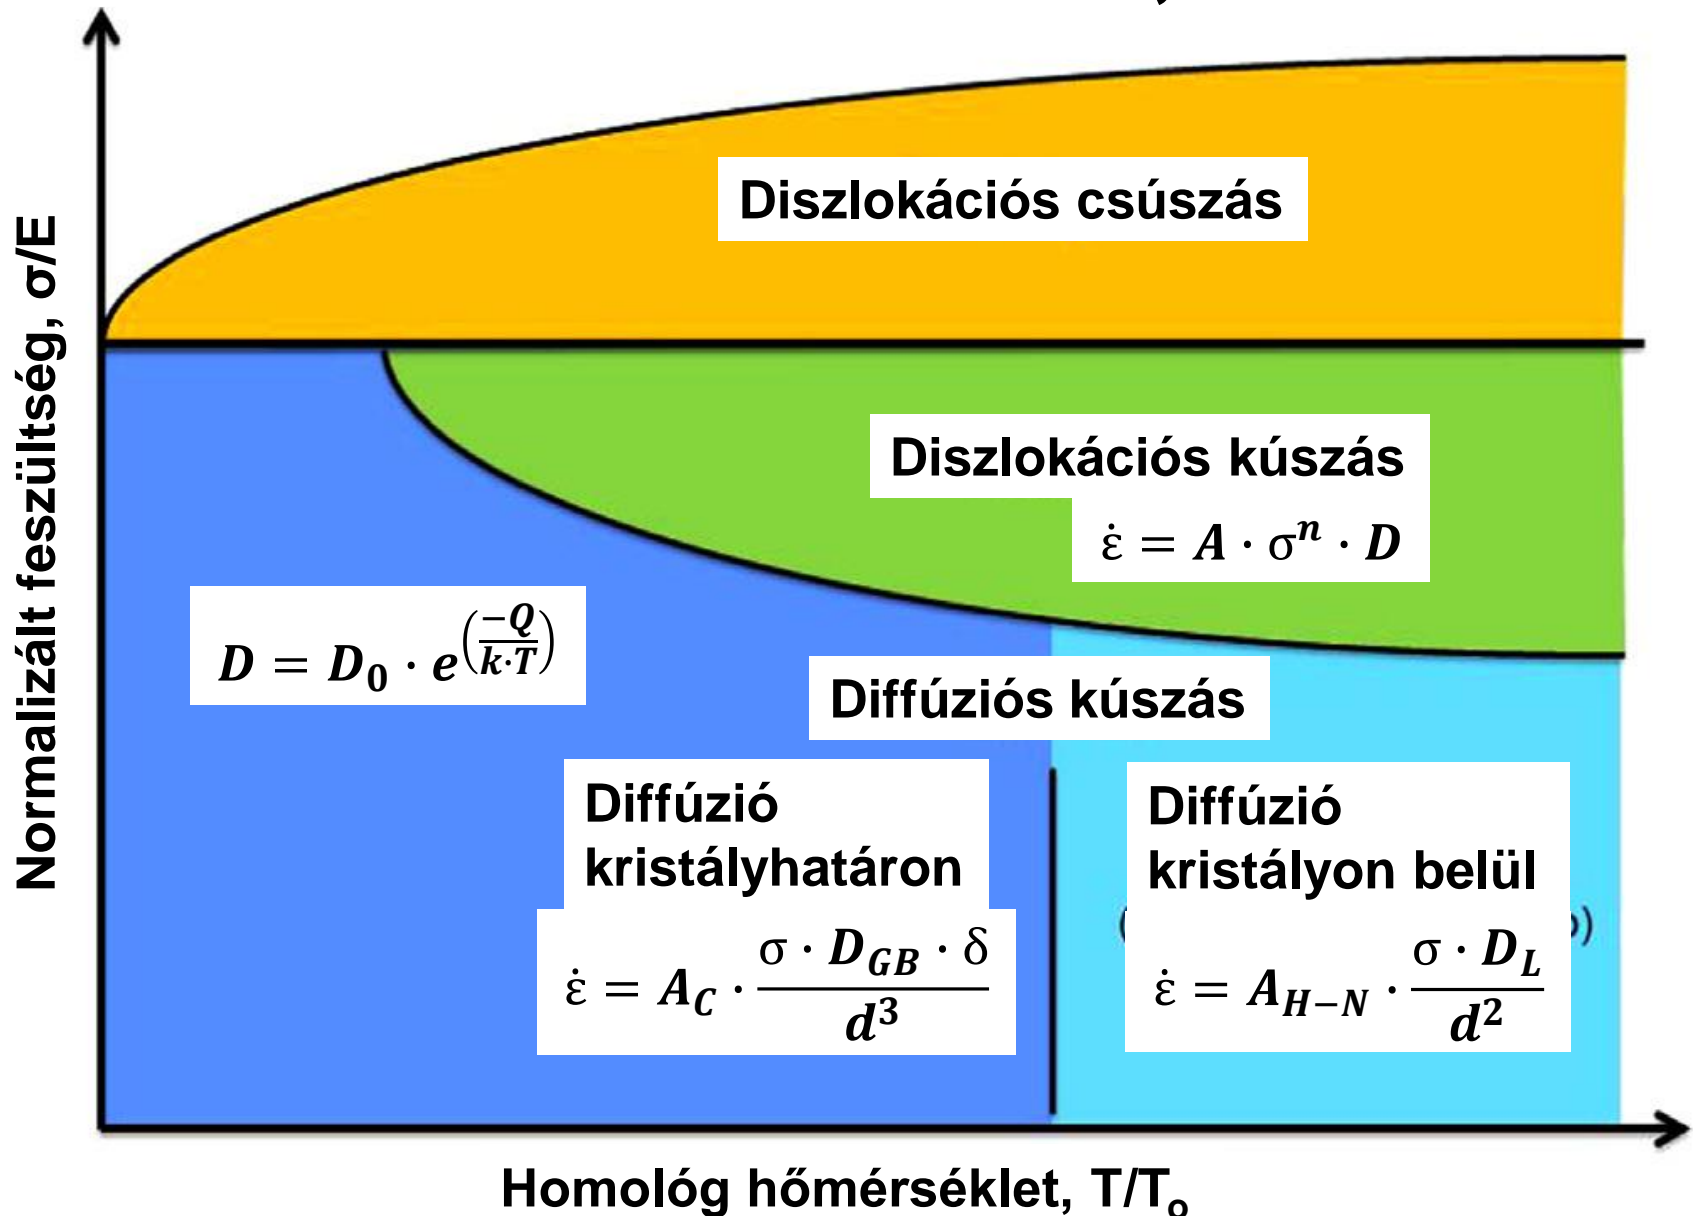 Normalizált feszültség, σ/E
Diszlokációs csúszás
Diszlokációs kúszás
ε̇ = A · σⁿ · D
D = D₀ · e^(−Q/(k·T))
Diffúziós kúszás
Diffúzió
kristályhatáron
ε̇ = A_C · (σ · D_GB · δ)/d³
Diffúzió
kristályon belül
ε̇ = A_H−N · (σ · D_L)/d²
Homológ hőmérséklet, T/Tₒ